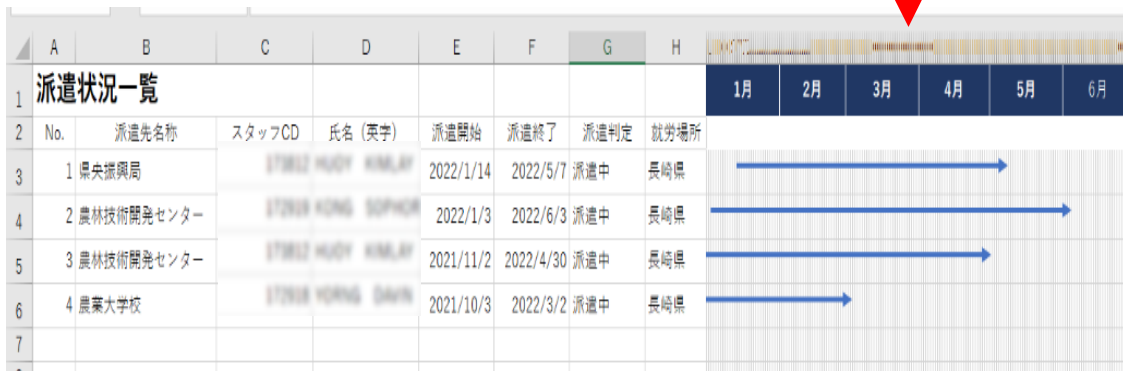 A B C D E F G H
1 派遣状況一覧 1月 2月 3月 4月 5月 6月
2 No. 派遣先名称 スタッフCD 氏名（英字） 派遣開始 派遣終了 派遣判定 就労場所
3 1 県央振興局 2022/1/14 2022/5/7 派遣中 長崎県
4 2 農林技術開発センター 2022/1/3 2022/6/3 派遣中 長崎県
5 3 農林技術開発センター 2021/11/2 2022/4/30 派遣中 長崎県
6 4 農業大学校 2021/10/3 2022/3/2 派遣中 長崎県
7